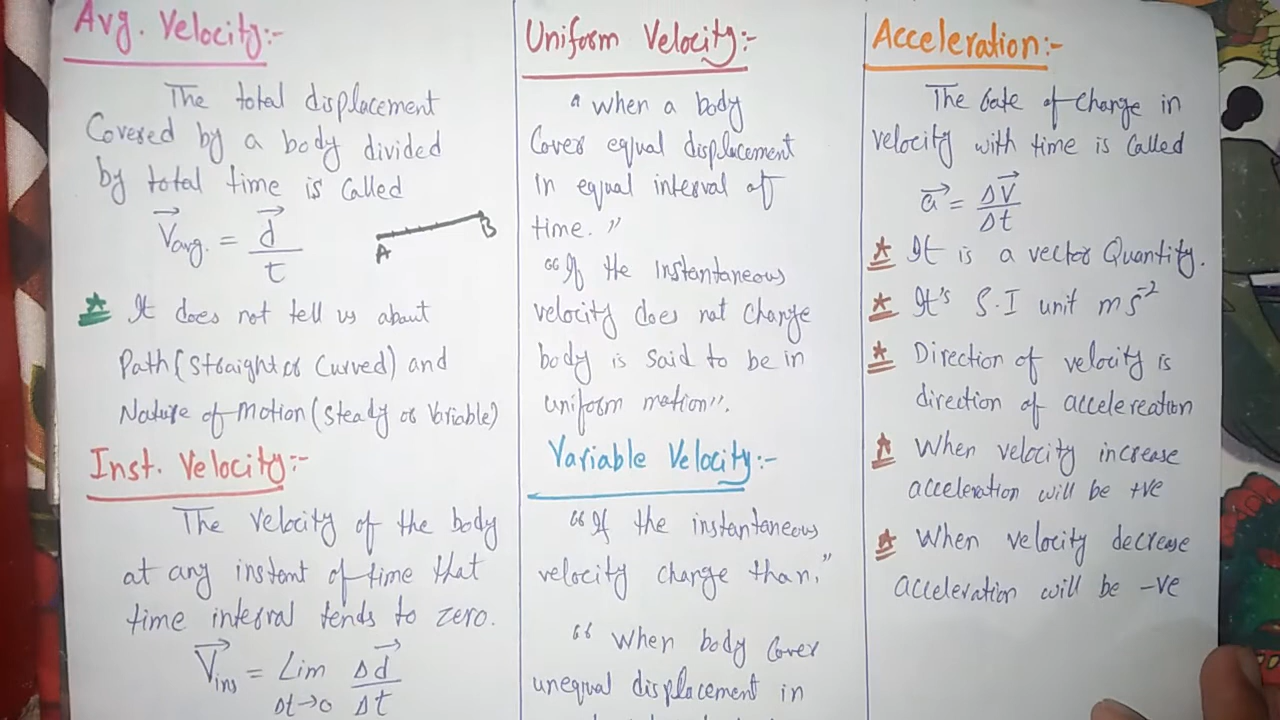 Avg. Velocity:-
The total displacement
Covered by a body divided
by total time is called
V⃗avg. = d⃗ / t
A B
★ It does not tell us about
Path (straight or Curved) and
Nature of motion (steady or Variable)
Inst. Velocity:-
The velocity of the body
at any instant of time that
time interval tends to zero.
V⃗ins = Lim Δt→0 Δd⃗ / Δt
Uniform Velocity:-
" when a body
Cover equal displacement
in equal interval of
time. ”
“If the instantaneous
velocity does not change
body is said to be in
uniform motion”.
Variable Velocity:-
“If the instantaneous
velocity change than.”
“ When body Cover
unequal displacement in
Acceleration:-
The Rate of change in
velocity with time is called
a⃗ = ΔV⃗ / Δt
★ It is a vector Quantity.
★ It's S.I unit ms⁻²
★ Direction of velocity is
direction of accelereation
★ When velocity increase
acceleration will be +ve
★ When velocity decrease
acceleration will be -ve